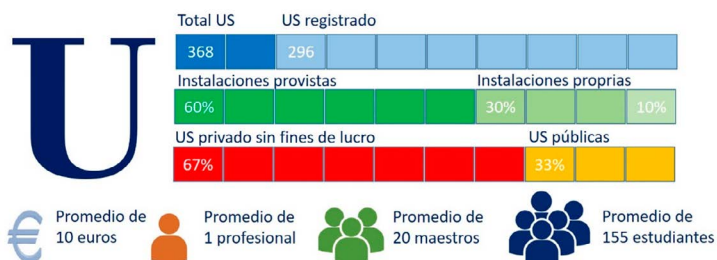 Total US US registrado
368 296
Instalaciones provistas Instalaciones proprias
60% 30% 10%
US privado sin fines de lucro US públicas
67% 33%
U
€ Promedio de
10 euros
Promedio de
1 profesional
Promedio de
20 maestros
Promedio de
155 estudiantes